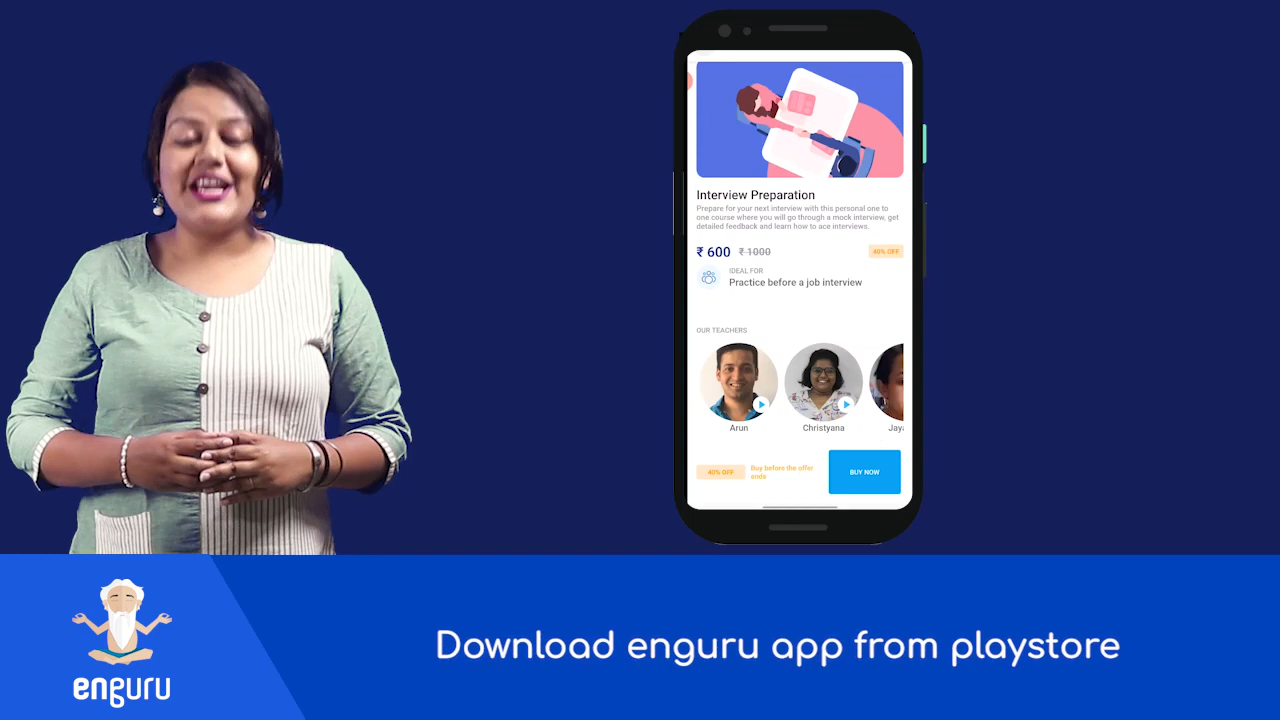 Interview Preparation
Prepare for your next interview with this personal one to
one course where you will go through a mock interview, get
detailed feedback and learn how to ace interviews.
₹ 600 ₹ 1000 40% OFF
IDEAL FOR
Practice before a job interview
OUR TEACHERS
Arun Christyana Jaya
40% OFF Buy before the offer
ends
BUY NOW
enguru
Download enguru app from playstore